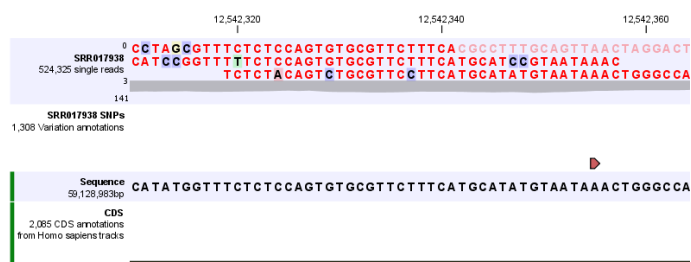 12,542,320 12,542,340 12,542,360
0
CCTAGCGTTTCTCTCCAGTGTGCGTTCTTTCACGCCTTTGCAGTTAACTAGGACT
SRR017938
CATCCGGTTTTTCTCCAGTGTGCGTTCTTTCATGCATCCGTAATAAAC
524,325 single reads
TCTCTACAGTCTGCGTTCCTTCATGCATATGTAATAAACTGGGCCA
3
141
SRR017938 SNPs
1,308 Variation annotations
Sequence
CATATGGTTTCTCTCCAGTGTGCGTTCTTTCATGCATATGTAATAAACTGGGCCA
59,128,983bp
CDS
2,085 CDS annotations
from Homo sapiens tracks